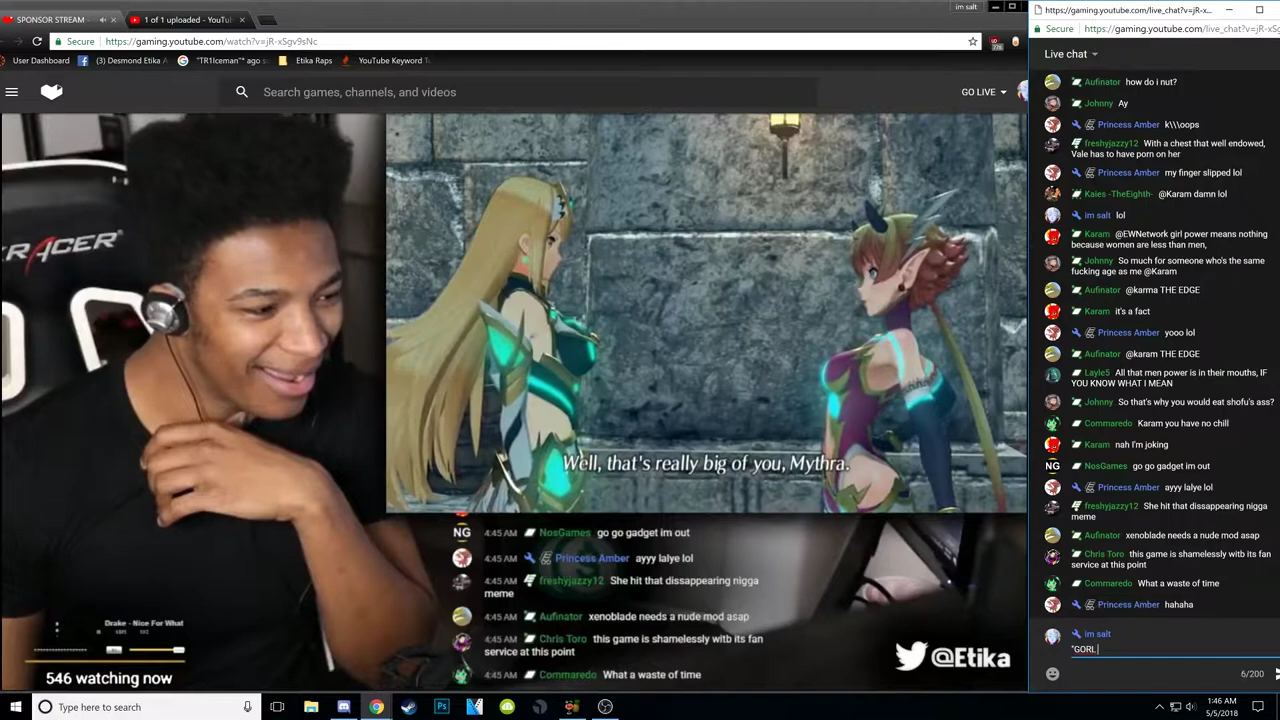 SPONSOR STREAM -
1 of 1 uploaded - YouTu
im salt
Secure https://gaming.youtube.com/watch?v=jR-xSgv9sNc
User Dashboard (3) Desmond Etika A "TR1Iceman"* ago s Etika Raps YouTube Keyword To
Search games, channels, and videos
GO LIVE
RACER
Well, that's really big of you, Mythra.
NG 4:45 AM NosGames go go gadget im out
4:45 AM Princess Amber ayyy lalye lol
4:45 AM freshyjazzy12 She hit that dissappearing nigga
meme
4:45 AM Aufinator xenoblade needs a nude mod asap
4:45 AM Chris Toro this game is shamelessly witb its fan
service at this point
4:45 AM Commaredo What a waste of time
Drake - Nice For What
546 watching now
@Etika
https://gaming.youtube.com/live_chat?v=jR-x...
Secure https://gaming.youtube.com/live_chat?v=jR-xSg
Live chat
Aufinator how do i nut?
Johnny Ay
Princess Amber k\\\oops
freshyjazzy12 With a chest that well endowed,
Vale has to have porn on her
Princess Amber my finger slipped lol
Kaies -TheEighth- @Karam damn lol
im salt lol
Karam @EWNetwork girl power means nothing
because women are less than men,
Johnny So much for someone who's the same
fucking age as me @Karam
Aufinator @karma THE EDGE
Karam it's a fact
Princess Amber yooo lol
Aufinator @karam THE EDGE
Layle5 All that men power is in their mouths, IF
YOU KNOW WHAT I MEAN
Johnny So that's why you would eat shofu's ass?
Commaredo Karam you have no chill
Karam nah I'm joking
NG NosGames go go gadget im out
Princess Amber ayyy lalye lol
freshyjazzy12 She hit that dissappearing nigga
meme
Aufinator xenoblade needs a nude mod asap
Chris Toro this game is shamelessly witb its fan
service at this point
Commaredo What a waste of time
Princess Amber hahaha
im salt
"GORL
6/200
Type here to search
1:46 AM
5/5/2018